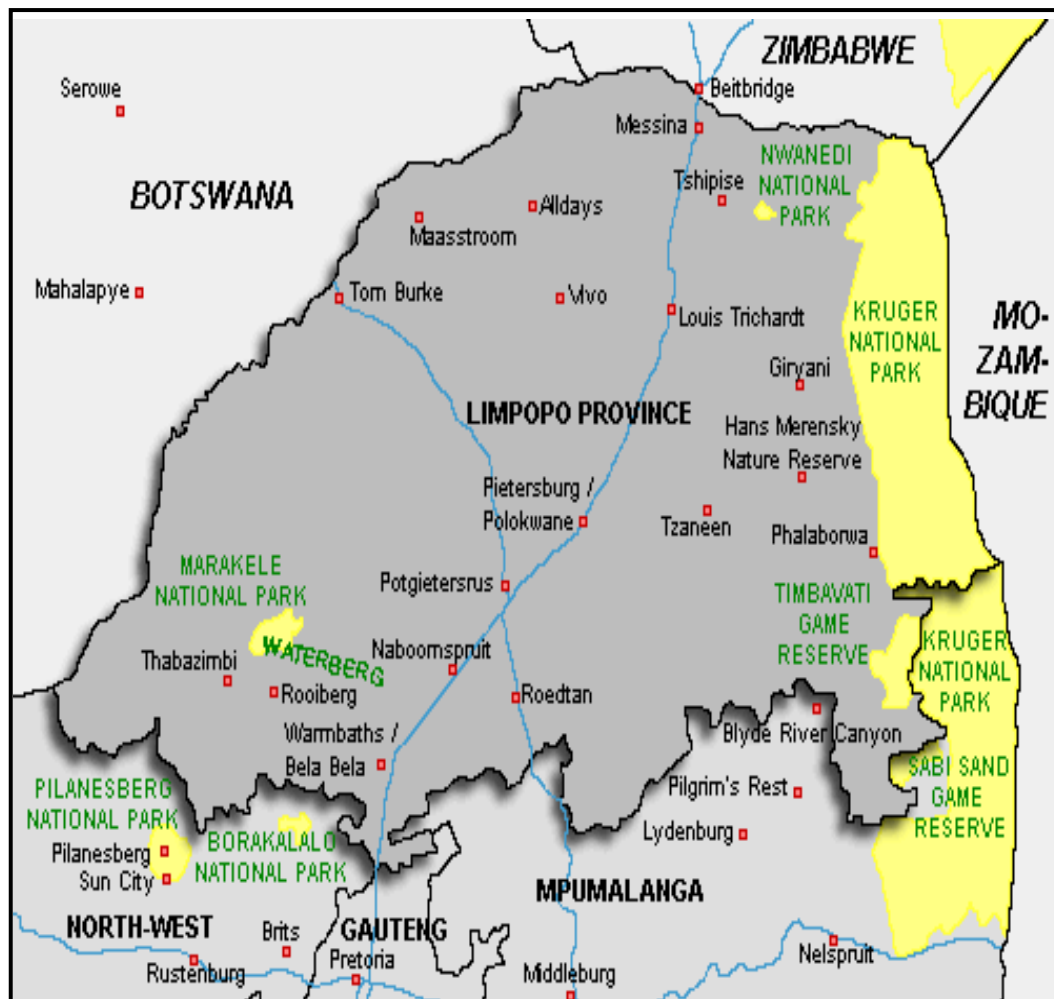 ZIMBABWE
Serowe
Beitbridge
Messina
NWANEDI
NATIONAL
PARK
Tshipise
BOTSWANA
Alldays
Maasstroom
Mahalapye
Tom Burke
Vivo
Louis Trichardt
KRUGER
NATIONAL
PARK
MO-
ZAM-
BIQUE
Giryani
LIMPOPO PROVINCE
Hans Merensky
Nature Reserve
Pietersburg /
Polokwane
Tzaneen
Phalaborwa
MARAKELE
NATIONAL PARK
Potgietersrus
TIMBAVATI
GAME
RESERVE
KRUGER
NATIONAL
PARK
WATERBERG
Thabazimbi
Naboomspruit
Rooiberg
Roedtan
Warmbaths /
Bela Bela
Blyde River Canyon
PILANESBERG
NATIONAL PARK
Pilgrim's Rest
SABI SAND
GAME
RESERVE
BORAKALALO
NATIONAL PARK
Pilanesberg
Sun City
Lydenburg
MPUMALANGA
NORTH-WEST
Brits
GAUTENG
Rustenburg
Pretoria
Middleburg
Nelspruit